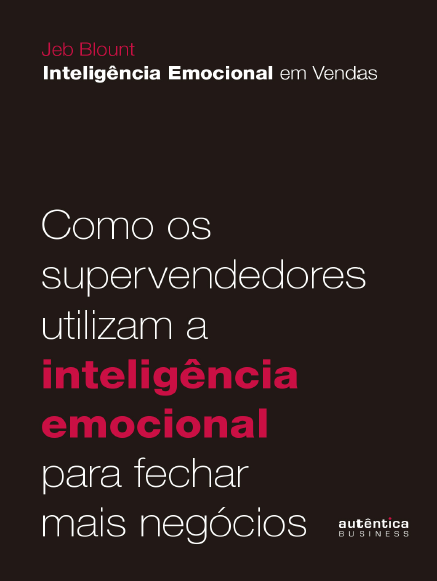 Jeb Blount
Inteligência Emocional em Vendas
Como os
supervendedores
utilizam a
inteligência
emocional
para fechar
mais negócios
autêntica
BUSINESS